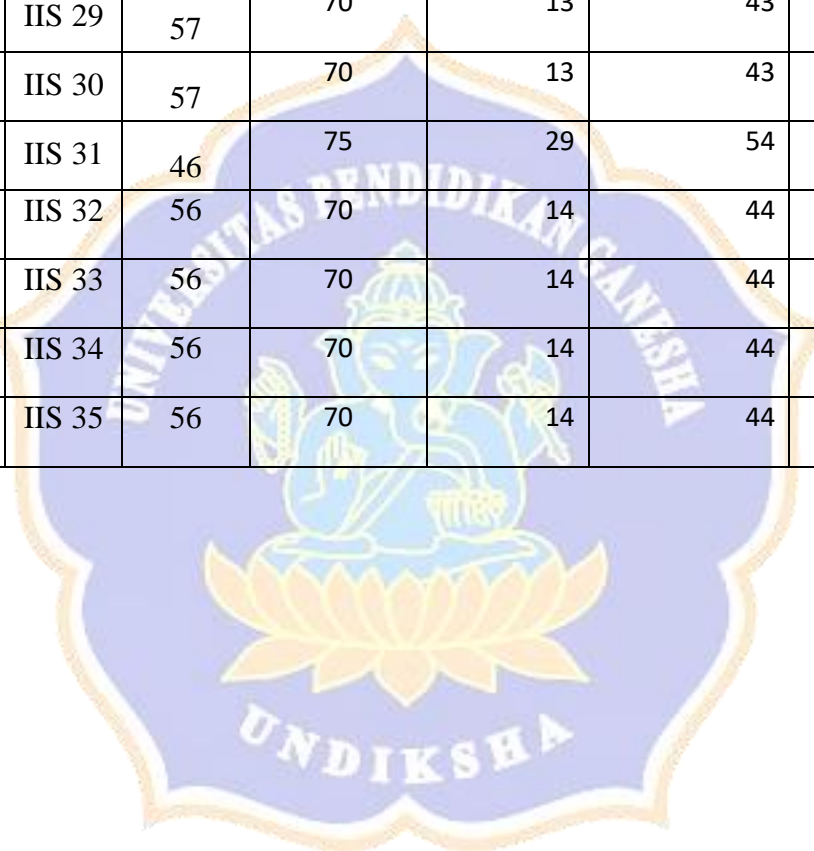 IIS 29 57 70 13 43
IIS 30 57 70 13 43
IIS 31 46 75 29 54
IIS 32 56 70 14 44
IIS 33 56 70 14 44
IIS 34 56 70 14 44
IIS 35 56 70 14 44
UNIVERSITAS PENDIDIKAN GANESHA
UNDIKSHA